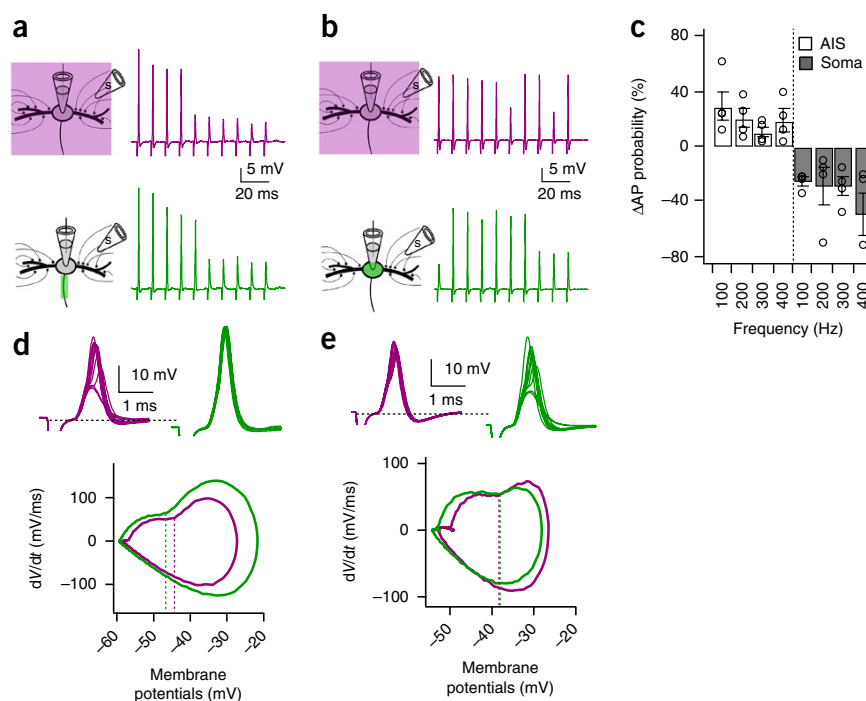 a
S
5 mV
20 ms
S
b
S
5 mV
20 ms
S
c
AIS
Soma
ΔAP probability (%)
80
40
0
−40
−80
100
200
300
400
100
200
300
400
Frequency (Hz)
d
10 mV
1 ms
dV/dt (mV/ms)
100
0
−100
−60
−50
−40
−30
−20
Membrane
potentials (mV)
e
10 mV
1 ms
dV/dt (mV/ms)
100
0
−100
−50
−40
−30
−20
Membrane
potentials (mV)